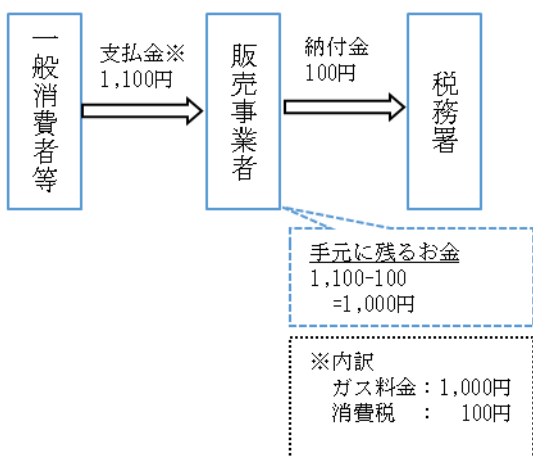 一般消費者等
支払金※
1,100円
販売事業者
納付金
100円
税務署
手元に残るお金
1,100-100
=1,000円
※内訳
ガス料金：1,000円
消費税　：　100円